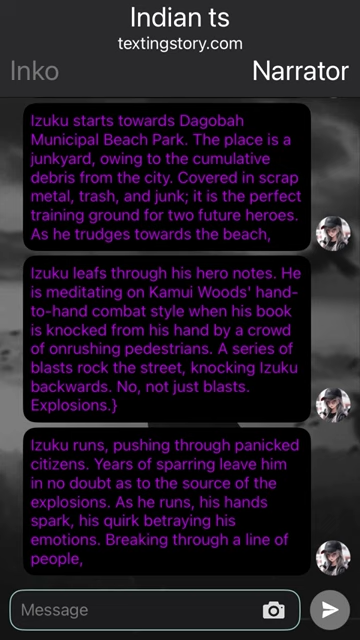 Indian ts
textingstory.com
Inko
Narrator
Izuku starts towards Dagobah
Municipal Beach Park. The place is a
junkyard, owing to the cumulative
debris from the city. Covered in scrap
metal, trash, and junk; it is the perfect
training ground for two future heroes.
As he trudges towards the beach,
Izuku leafs through his hero notes. He
is meditating on Kamui Woods' hand-
to-hand combat style when his book
is knocked from his hand by a crowd
of onrushing pedestrians. A series of
blasts rock the street, knocking Izuku
backwards. No, not just blasts.
Explosions.}
Izuku runs, pushing through panicked
citizens. Years of sparring leave him
in no doubt as to the source of the
explosions. As he runs, his hands
spark, his quirk betraying his
emotions. Breaking through a line of
people,
Message